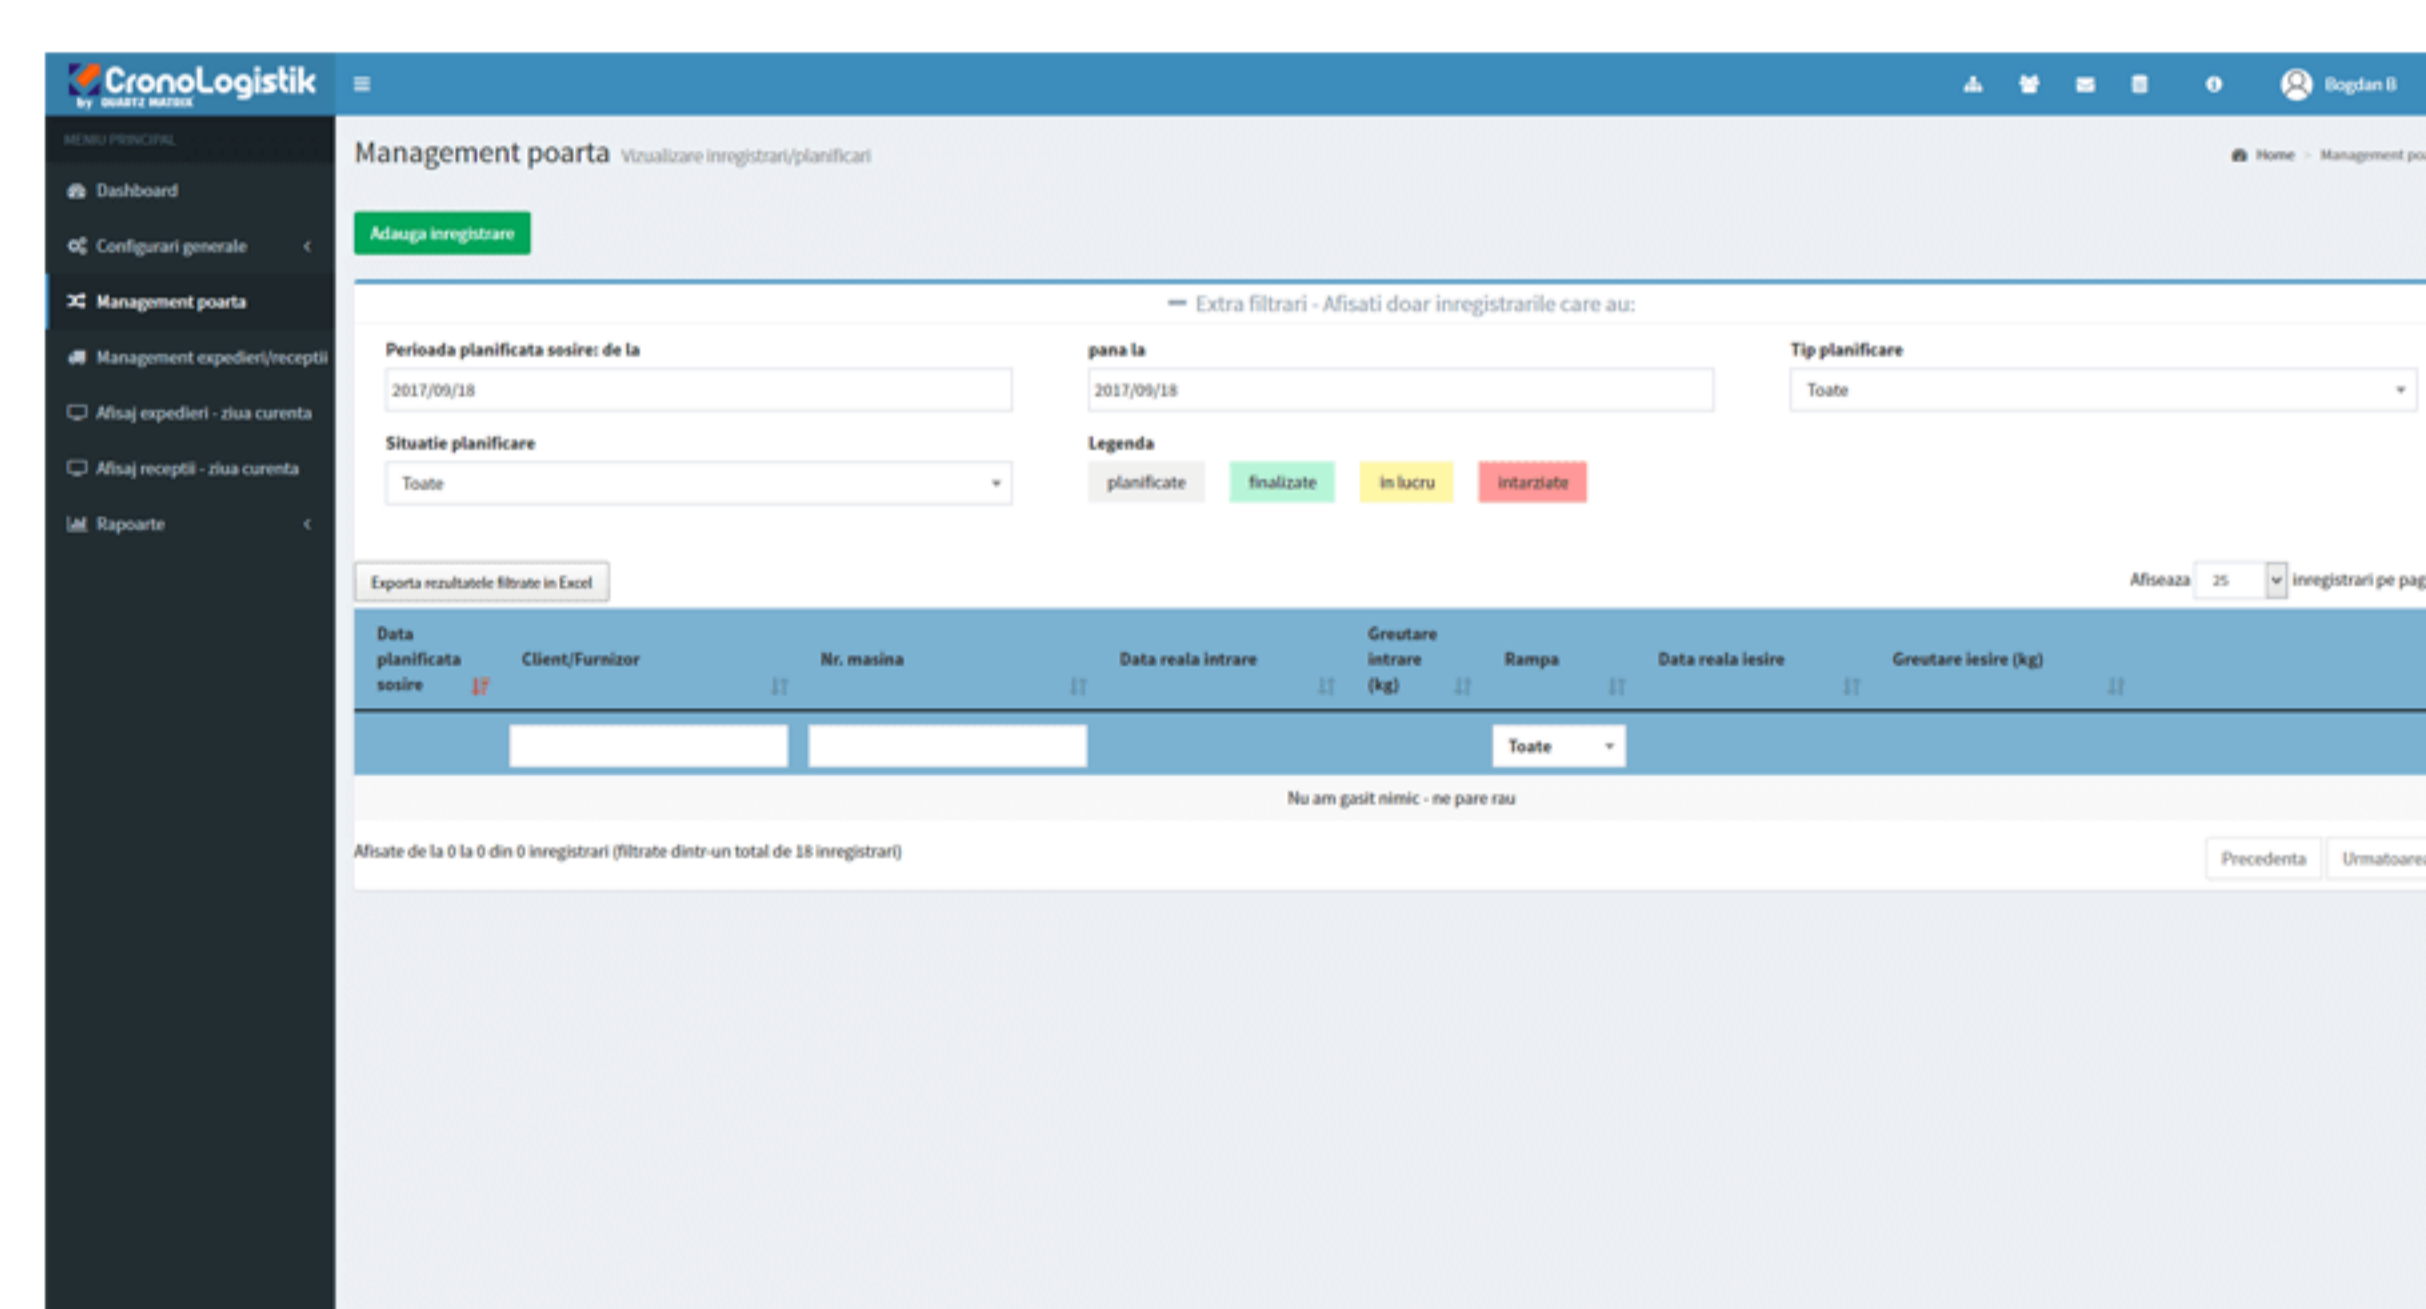 CronoLogistik
by QUARTZ MATRIX
Bogdan B
MENIU PRINCIPAL
Dashboard
Configurari generale
Management poarta
Management expedieri/receptii
Afisaj expedieri - ziua curenta
Afisaj receptii - ziua curenta
Rapoarte
Management poarta Vizualizare inregistrari/planificari
Home > Management poa
Adauga inregistrare
Extra filtrari - Afisati doar inregistrarile care au:
Perioada planificata sosire: de la
2017/09/18
pana la
2017/09/18
Tip planificare
Toate
Situatie planificare
Toate
Legenda
planificate finalizate in lucru intarziate
Exporta rezultatele filtrate in Excel
Afiseaza 25 inregistrari pe pag
Data planificata sosire
Client/Furnizor
Nr. masina
Data reala intrare
Greutare intrare (kg)
Rampa
Data reala iesire
Greutare iesire (kg)
Toate
Nu am gasit nimic - ne pare rau
Afisate de la 0 la 0 din 0 inregistrari (filtrate dintr-un total de 18 inregistrari)
Precedenta Urmatoarea